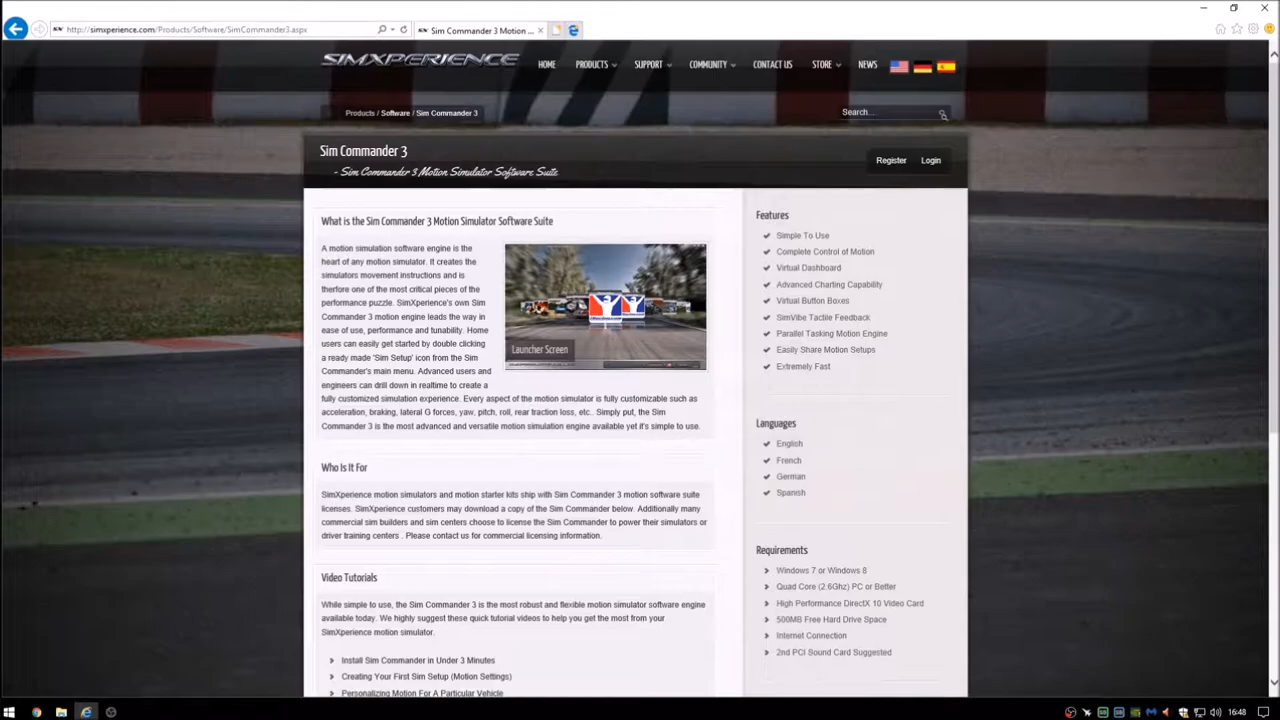 http://simxperience.com/Products/Software/SimCommander3.aspx
Sim Commander 3 Motion ...
SIMXPERIENCE
HOME PRODUCTS SUPPORT COMMUNITY CONTACT US STORE NEWS
Products / Software / Sim Commander 3
Search...
Sim Commander 3
- Sim Commander 3 Motion Simulator Software Suite
Register Login
What is the Sim Commander 3 Motion Simulator Software Suite
A motion simulation software engine is the
heart of any motion simulator. It creates the
simulators movement instructions and is
therfore one of the most critical pieces of the
performance puzzle. SimXperience's own Sim
Commander 3 motion engine leads the way in
ease of use, performance and tunability. Home
users can easily get started by double clicking
a ready made 'Sim Setup' icon from the Sim
Commander's main menu. Advanced users and
engineers can drill down in realtime to create a
fully customized simulation experience. Every aspect of the motion simulator is fully customizable such as
acceleration, braking, lateral G forces, yaw, pitch, roll, rear traction loss, etc.. Simply put, the Sim
Commander 3 is the most advanced and versatile motion simulation engine available yet it's simple to use.
Launcher Screen
Who Is It For
SimXperience motion simulators and motion starter kits ship with Sim Commander 3 motion software suite
licenses. SimXperience customers may download a copy of the Sim Commander below. Additionally many
commercial sim builders and sim centers choose to license the Sim Commander to power their simulators or
driver training centers . Please contact us for commercial licensing information.
Video Tutorials
While simple to use, the Sim Commander 3 is the most robust and flexible motion simulator software engine
available today. We highly suggest these quick tutorial videos to help you get the most from your
SimXperience motion simulator.
Install Sim Commander in Under 3 Minutes
Creating Your First Sim Setup (Motion Settings)
Personalizing Motion For A Particular Vehicle
Features
Simple To Use
Complete Control of Motion
Virtual Dashboard
Advanced Charting Capability
Virtual Button Boxes
SimVibe Tactile Feedback
Parallel Tasking Motion Engine
Easily Share Motion Setups
Extremely Fast
Languages
English
French
German
Spanish
Requirements
Windows 7 or Windows 8
Quad Core (2.6Ghz) PC or Better
High Performance DirectX 10 Video Card
500MB Free Hard Drive Space
Internet Connection
2nd PCI Sound Card Suggested
16:48